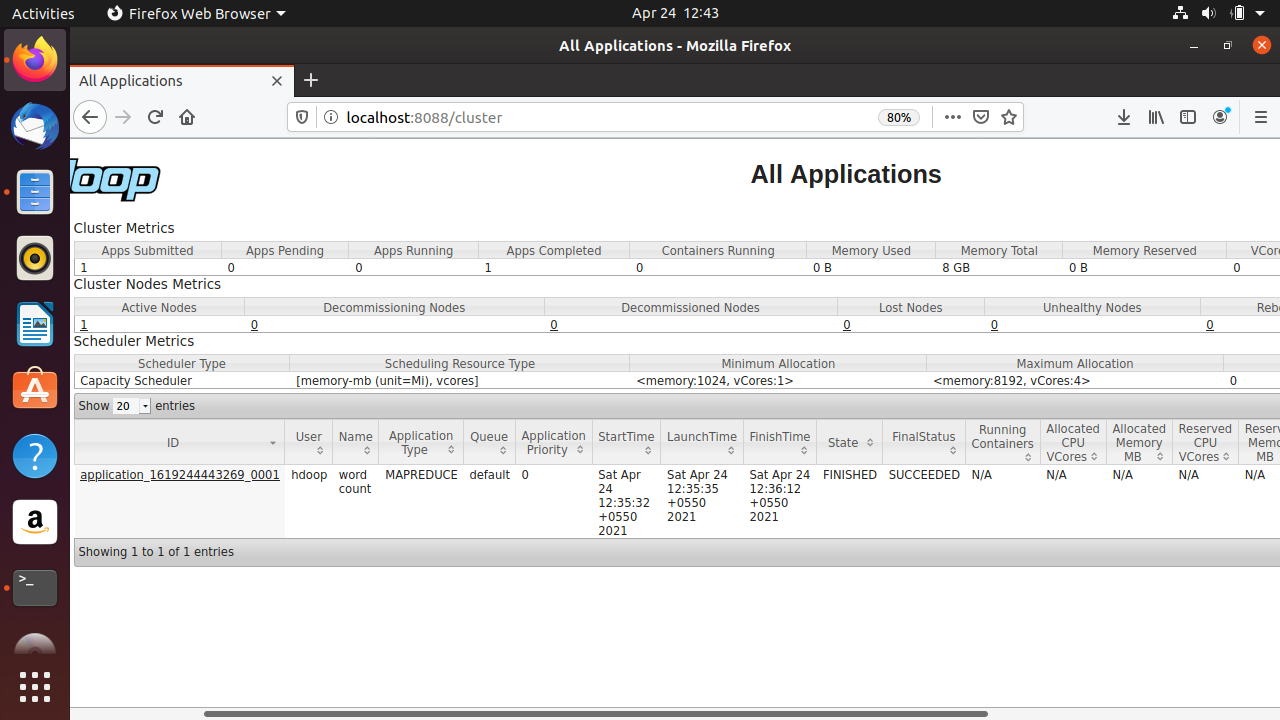 Activities Firefox Web Browser Apr 24 12:43
All Applications - Mozilla Firefox
All Applications
localhost:8088/cluster 80%
loop
All Applications
Cluster Metrics
Apps Submitted Apps Pending Apps Running Apps Completed Containers Running Memory Used Memory Total Memory Reserved VCore
1 0 0 1 0 0 B 8 GB 0 B 0
Cluster Nodes Metrics
Active Nodes Decommissioning Nodes Decommissioned Nodes Lost Nodes Unhealthy Nodes Rebo
1 0 0 0 0 0
Scheduler Metrics
Scheduler Type Scheduling Resource Type Minimum Allocation Maximum Allocation
Capacity Scheduler [memory-mb (unit=Mi), vcores] <memory:1024, vCores:1> <memory:8192, vCores:4> 0
Show 20 entries
ID User Name Application Type Queue Application Priority StartTime LaunchTime FinishTime State FinalStatus Running Containers Allocated CPU VCores Allocated Memory MB Reserved CPU VCores Reserv Memo MB
application_1619244443269_0001 hdoop word count MAPREDUCE default 0 Sat Apr 24 12:35:32 +0550 2021 Sat Apr 24 12:35:35 +0550 2021 Sat Apr 24 12:36:12 +0550 2021 FINISHED SUCCEEDED N/A N/A N/A N/A N/A
Showing 1 to 1 of 1 entries